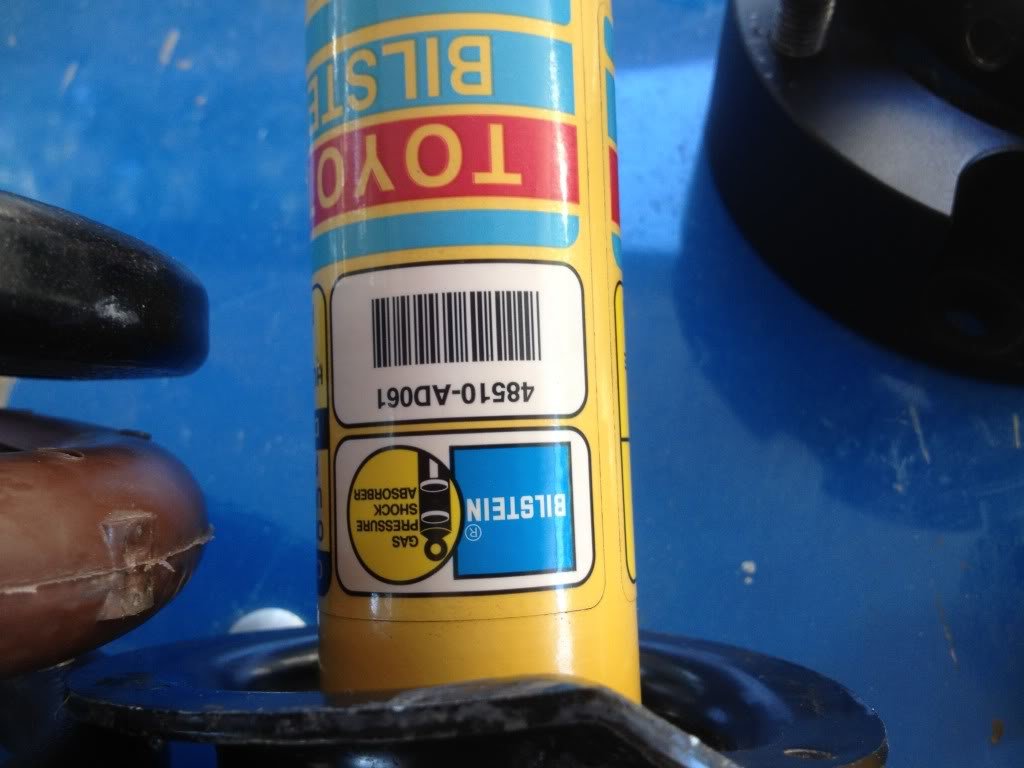 BILSTEIN®
GAS
PRESSURE
SHOCK
ABSORBER
48510-AD061
TOYO
BILSTE